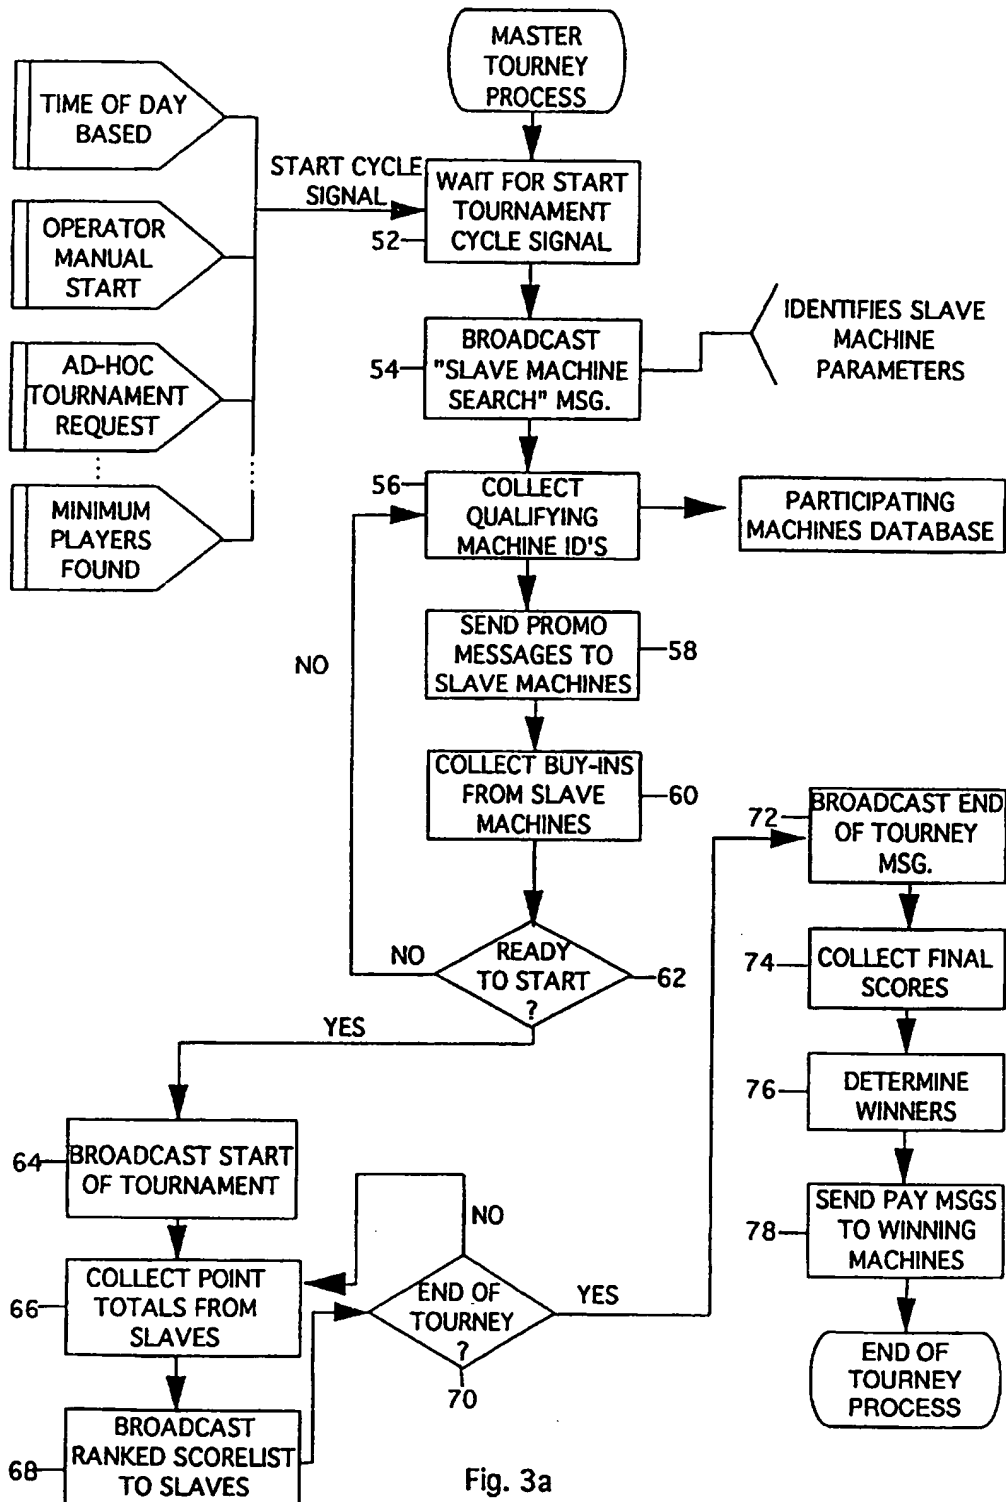 MASTER
TOURNEY
PROCESS
TIME OF DAY
BASED
START CYCLE
SIGNAL
WAIT FOR START
TOURNAMENT
CYCLE SIGNAL
52
OPERATOR
MANUAL
START
BROADCAST
"SLAVE MACHINE
SEARCH" MSG.
54
IDENTIFIES SLAVE
MACHINE
PARAMETERS
AD-HOC
TOURNAMENT
REQUEST
56
COLLECT
QUALIFYING
MACHINE ID'S
PARTICIPATING
MACHINES DATABASE
MINIMUM
PLAYERS
FOUND
SEND PROMO
MESSAGES TO
SLAVE MACHINES
58
NO
COLLECT BUY-INS
FROM SLAVE
MACHINES
60
READY
TO START
?
62
NO
YES
64
BROADCAST START
OF TOURNAMENT
66
COLLECT POINT
TOTALS FROM
SLAVES
68
BROADCAST
RANKED SCORELIST
TO SLAVES
NO
END OF
TOURNEY
?
70
YES
72
BROADCAST END
OF TOURNEY
MSG.
74
COLLECT FINAL
SCORES
76
DETERMINE
WINNERS
78
SEND PAY MSGS
TO WINNING
MACHINES
END OF
TOURNEY
PROCESS
Fig. 3a